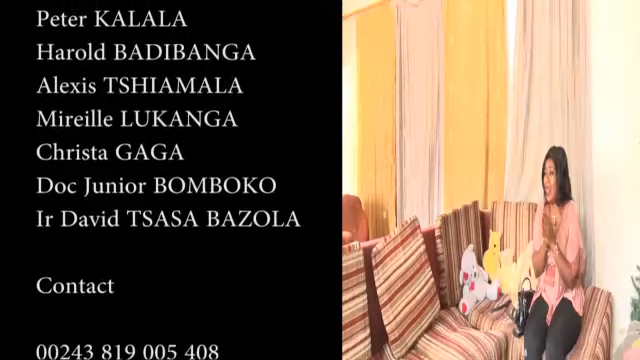 Peter KALALA
Harold BADIBANGA
Alexis TSHIAMALA
Mireille LUKANGA
Christa GAGA
Doc Junior BOMBOKO
Ir David TSASA BAZOLA
Contact
00243 819 005 408